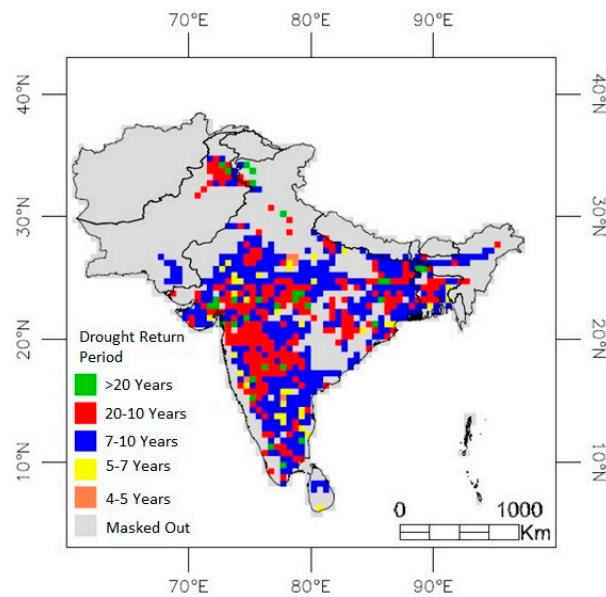 70°E 80°E 90°E
40°N 40°N
30°N 30°N
20°N 20°N
Drought Return
Period
>20 Years
20-10 Years
7-10 Years
5-7 Years
4-5 Years
Masked Out
10°N 10°N
0 1000
Km
70°E 80°E 90°E